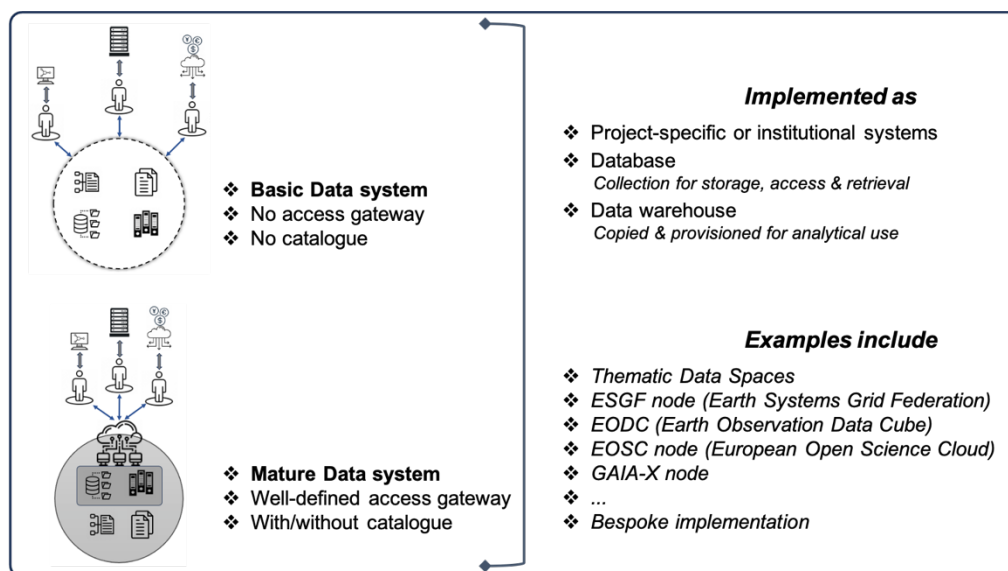 ❖ Basic Data system
❖ No access gateway
❖ No catalogue
❖ Mature Data system
❖ Well-defined access gateway
❖ With/without catalogue
Implemented as
❖ Project-specific or institutional systems
❖ Database
Collection for storage, access & retrieval
❖ Data warehouse
Copied & provisioned for analytical use
Examples include
❖ Thematic Data Spaces
❖ ESGF node (Earth Systems Grid Federation)
❖ EODC (Earth Observation Data Cube)
❖ EOSC node (European Open Science Cloud)
❖ GAIA-X node
❖ ...
❖ Bespoke implementation